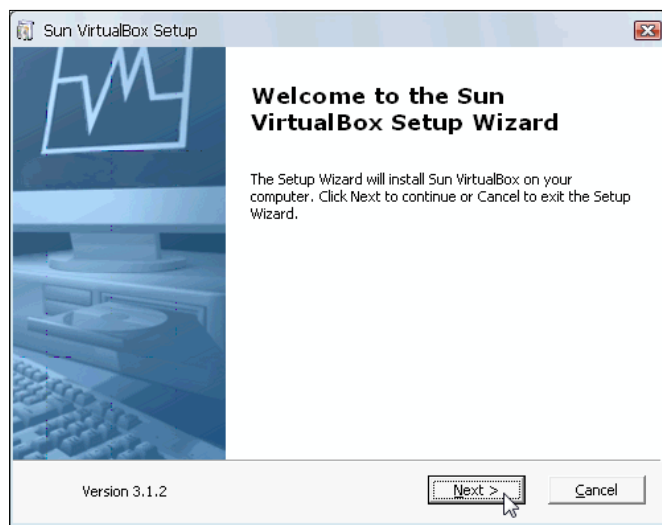 Sun VirtualBox Setup
Welcome to the Sun
VirtualBox Setup Wizard
The Setup Wizard will install Sun VirtualBox on your
computer. Click Next to continue or Cancel to exit the Setup
Wizard.
Version 3.1.2
Next >
Cancel